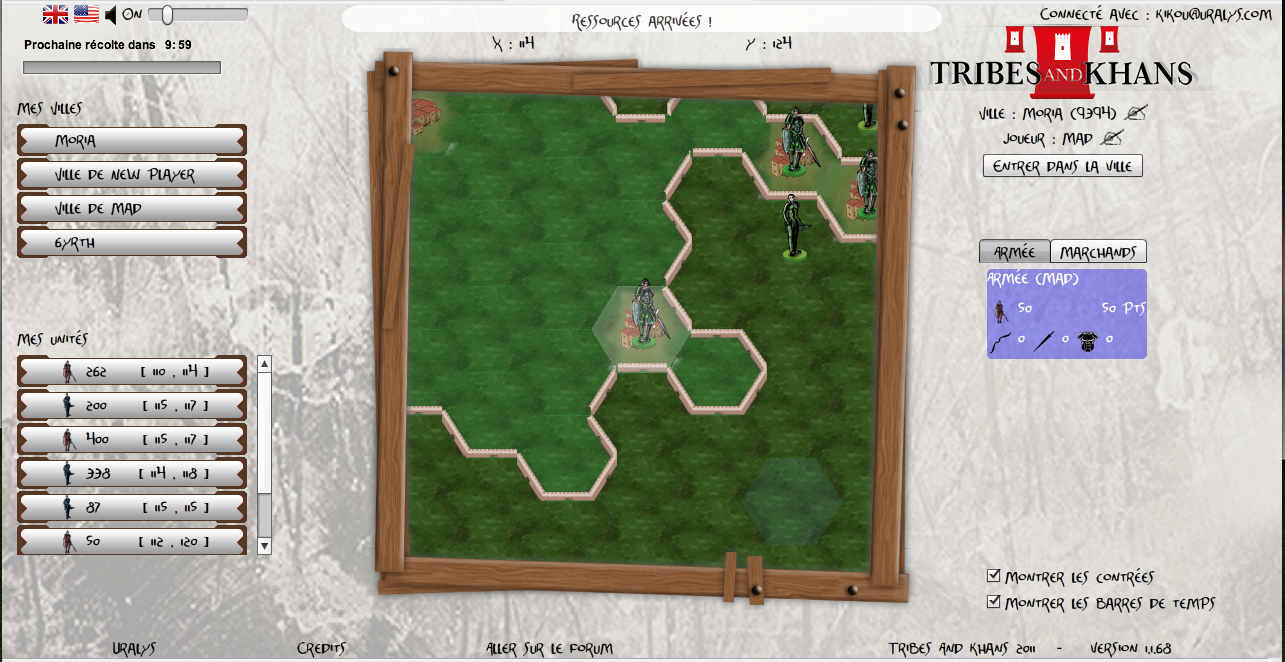 On
RESSOURCES ARRIVÉES !
CONNECTÉ AVEC : KIKOU@URALYS.COM
Prochaine récolte dans 9:59
X : 114
Y : 124
TRIBES AND KHANS
MES VILLES
MORIA
VILLE DE NEW PLAYER
VILLE DE MAD
GYRTH
VILLE : MORIA (9394)
JOUEUR : MAD
ENTRER DANS LA VILLE
ARMÉE
MARCHANDS
ARMÉE (MAD)
50
50 PTS
0
0
0
MES UNITÉS
262 [ 110 , 114 ]
200 [ 115 , 117 ]
400 [ 115 , 117 ]
338 [ 114 , 118 ]
87 [ 115 , 115 ]
50 [ 112 , 120 ]
MONTRER LES CONTRÉES
MONTRER LES BARRES DE TEMPS
URALYS
CREDITS
ALLER SUR LE FORUM
TRIBES AND KHANS 2011 - VERSION 1.1.68